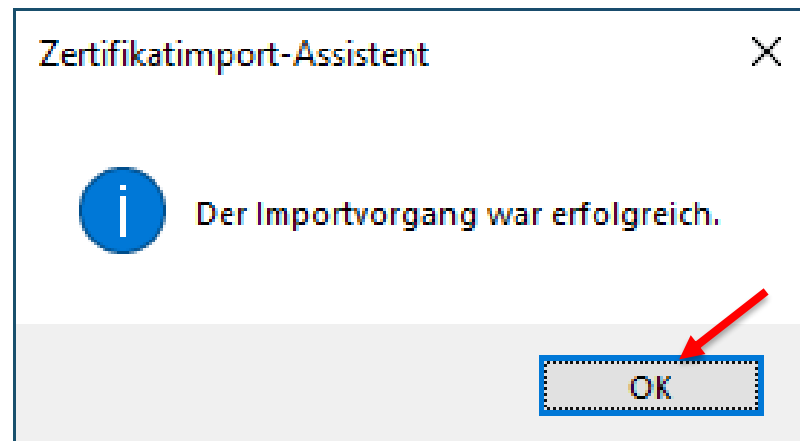 Zertifikatimport-Assistent
Der Importvorgang war erfolgreich.
OK